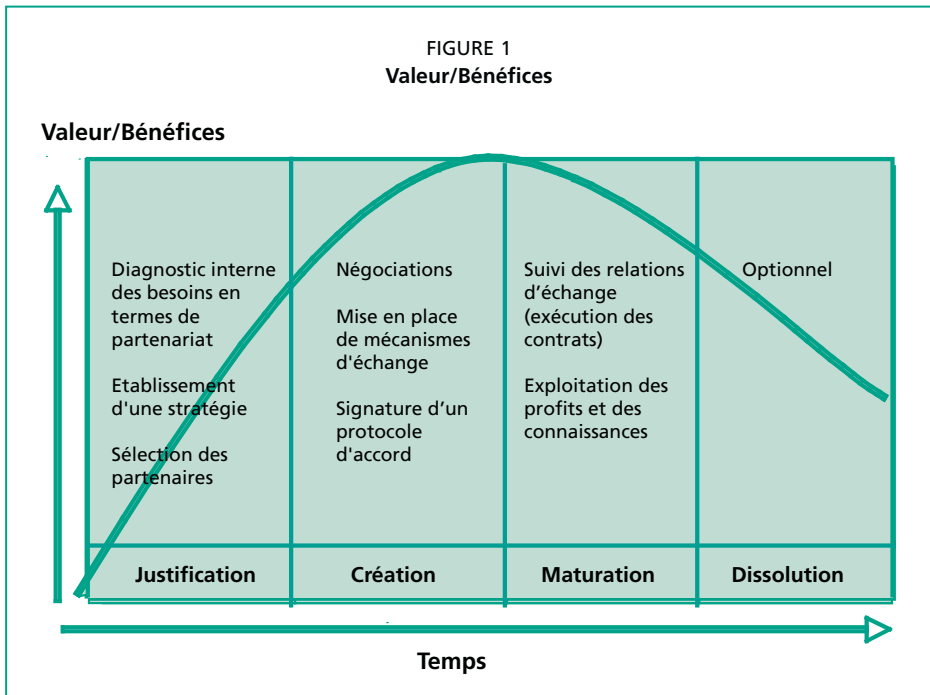 FIGURE 1
Valeur/Bénéfices
Valeur/Bénéfices
Diagnostic interne
des besoins en
termes de
partenariat
Etablissement
d'une stratégie
Sélection des
partenaires
Négociations
Mise en place
de mécanismes
d'échange
Signature d’un
protocole
d'accord
Suivi des relations
d’échange
(exécution des
contrats)
Exploitation des
profits et des
connaissances
Optionnel
Justification
Création
Maturation
Dissolution
Temps